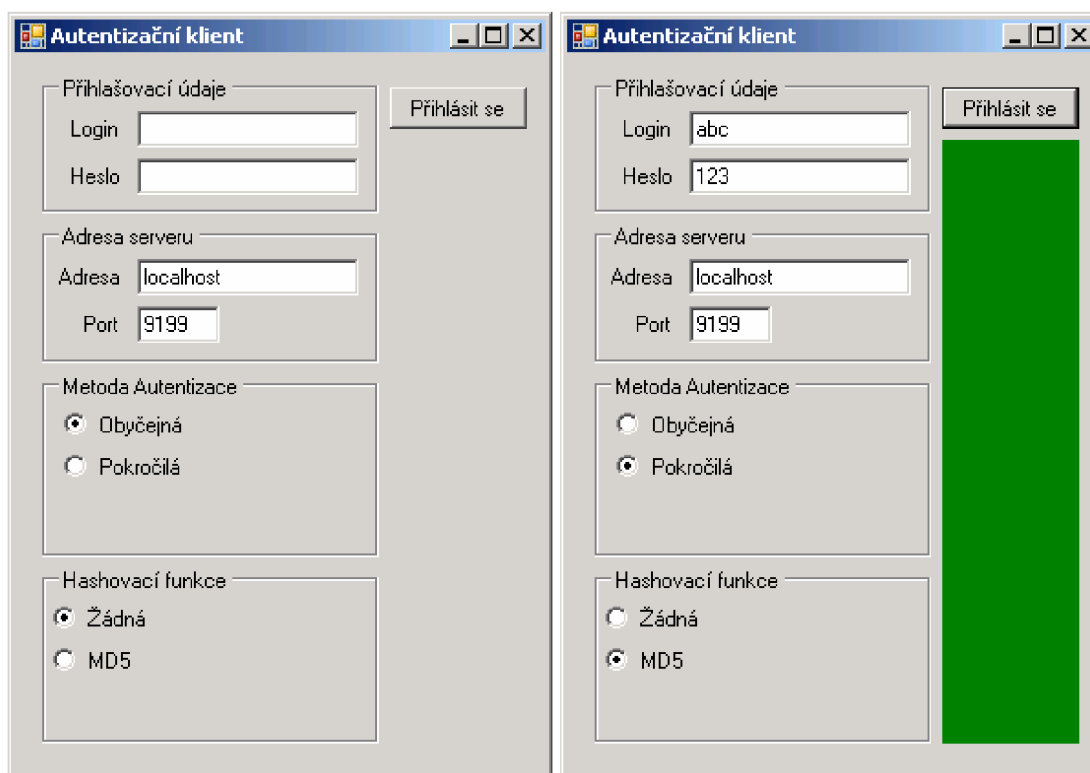 Autentizační klient
Přihlašovací údaje
Login
Heslo
Přihlásit se
Adresa serveru
Adresa localhost
Port 9199
Metoda Autentizace
Obyčejná
Pokročilá
Hashovací funkce
Žádná
MD5
Autentizační klient
Přihlašovací údaje
Login abc
Heslo 123
Přihlásit se
Adresa serveru
Adresa localhost
Port 9199
Metoda Autentizace
Obyčejná
Pokročilá
Hashovací funkce
Žádná
MD5